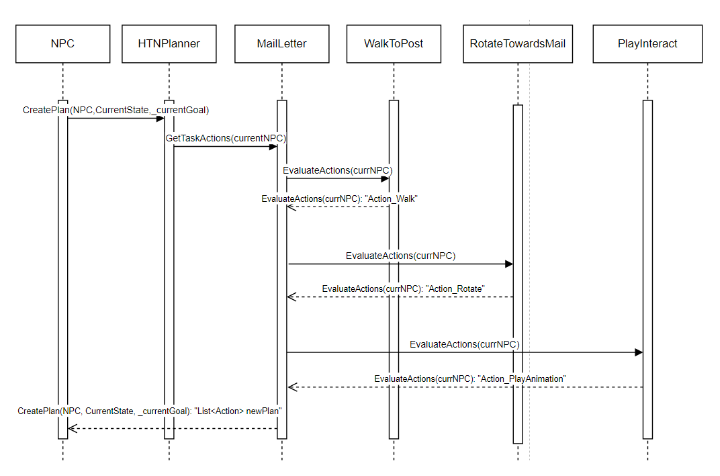 NPC
HTNPlanner
MailLetter
WalkToPost
RotateTowardsMail
PlayInteract
CreatePlan(NPC,CurrentState,_currentGoal)
GetTaskActions(currentNPC)
EvaluateActions(currNPC)
EvaluateActions(currNPC): "Action_Walk"
EvaluateActions(currNPC)
EvaluateActions(currNPC): "Action_Rotate"
EvaluateActions(currNPC)
EvaluateActions(currNPC): "Action_PlayAnimation"
CreatePlan(NPC, CurrentState, _currentGoal): "List<Action> newPlan"